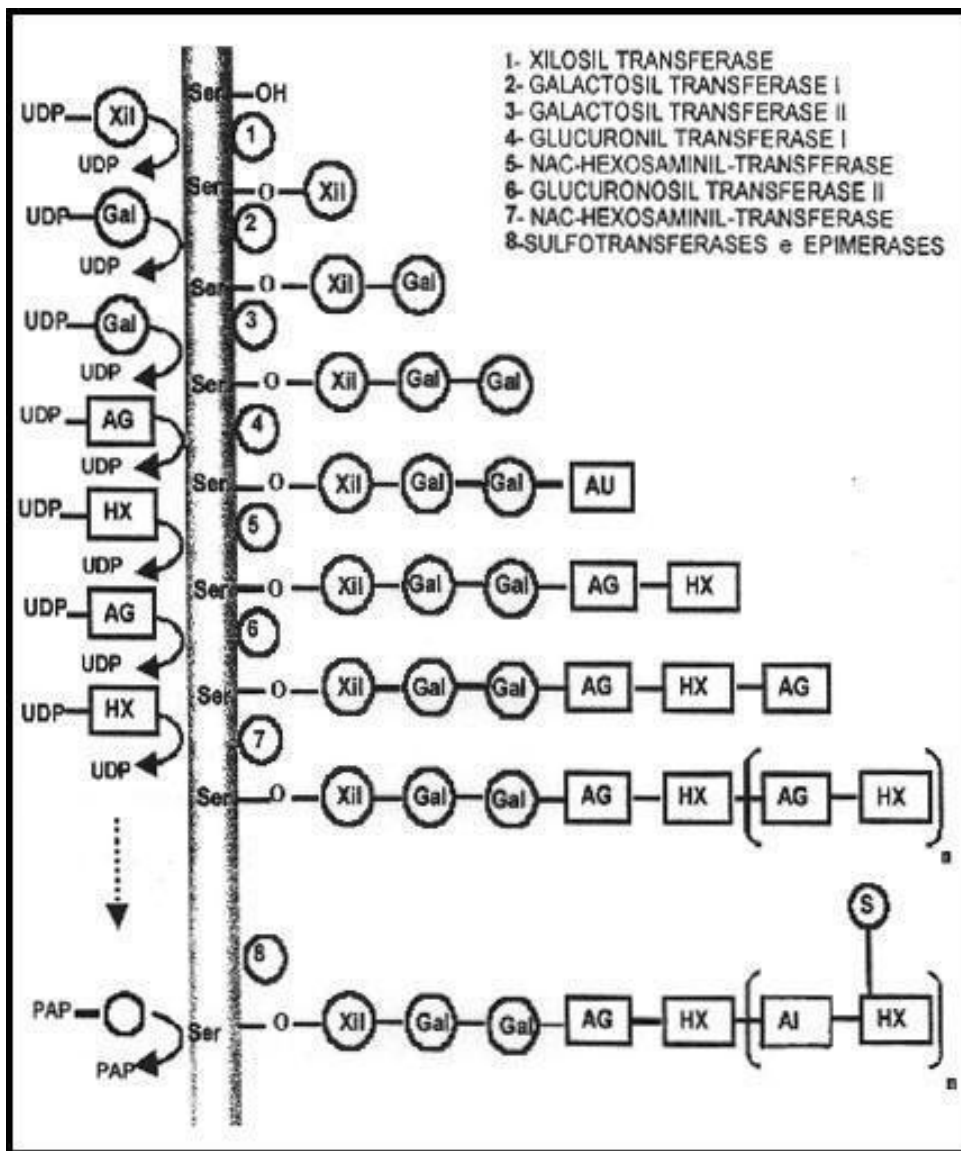 1- XILOSIL TRANSFERASE
2- GALACTOSIL TRANSFERASE I
3- GALACTOSIL TRANSFERASE II
4- GLUCURONIL TRANSFERASE I
5- NAC-HEXOSAMINIL-TRANSFERASE
6- GLUCURONOSIL TRANSFERASE II
7- NAC-HEXOSAMINIL-TRANSFERASE
8-SULFOTRANSFERASES e EPIMERASES
Ser OH
UDP Xil 1
UDP
Ser O Xil
UDP Gal 2
UDP
Ser O Xil Gal
UDP Gal 3
UDP
Ser O Xil Gal Gal
UDP AG 4
UDP
Ser O Xil Gal Gal AU
UDP HX 5
UDP
Ser O Xil Gal Gal AG HX
UDP AG 6
UDP
Ser O Xil Gal Gal AG HX AG
UDP HX 7
UDP
Ser O Xil Gal Gal AG HX AG HX
n
S
8
PAP
Ser O Xil Gal Gal AG HX AI HX
PAP
n